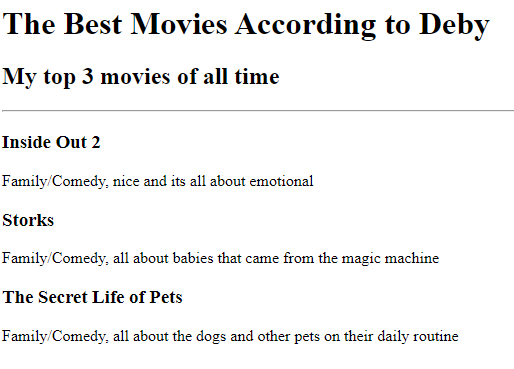 The Best Movies According to Deby
My top 3 movies of all time
Inside Out 2
Family/Comedy, nice and its all about emotional
Storks
Family/Comedy, all about babies that came from the magic machine
The Secret Life of Pets
Family/Comedy, all about the dogs and other pets on their daily routine